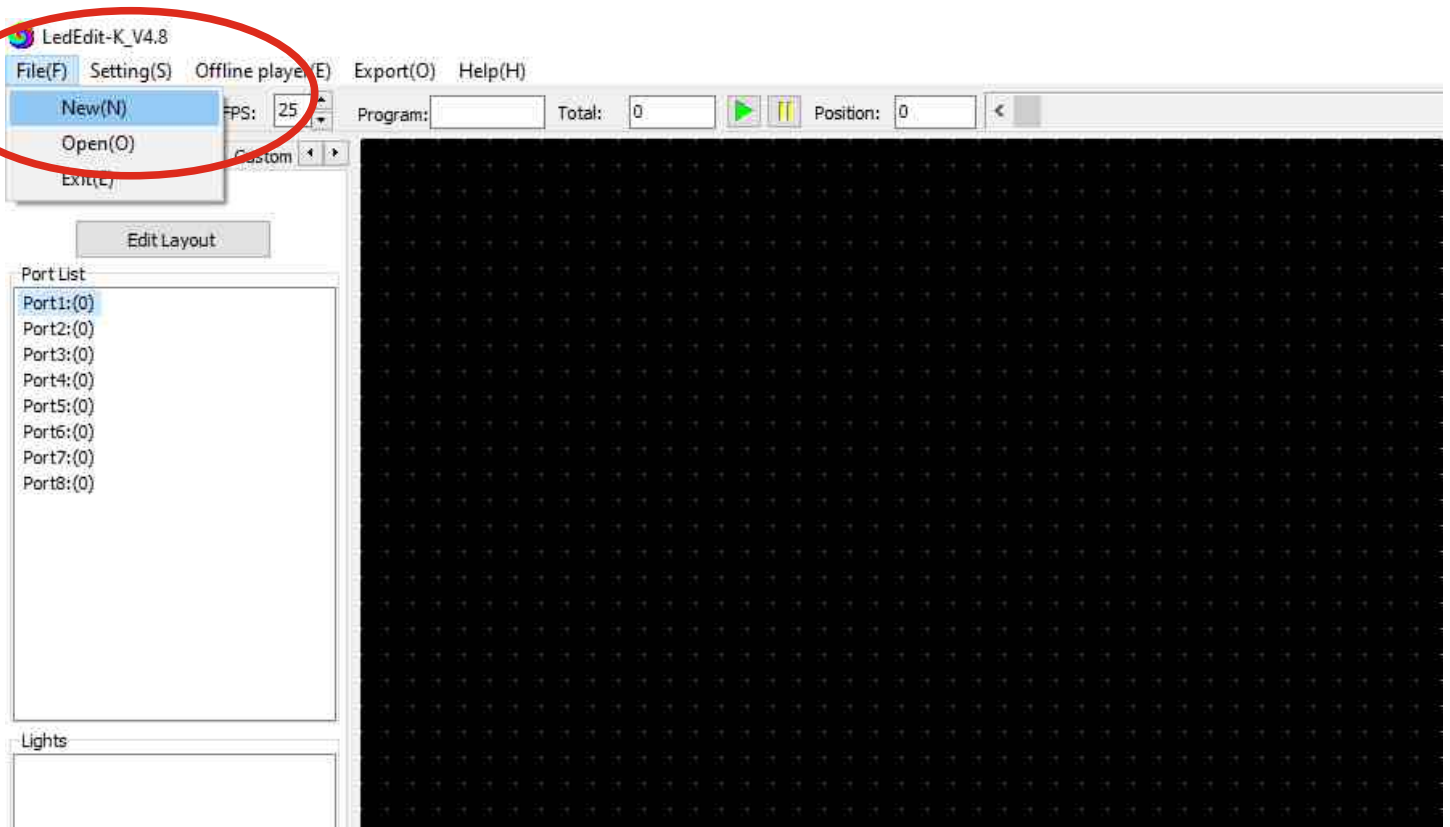 LedEdit-K_V4.8
File(F) Setting(S) Offline player(E) Export(O) Help(H)
New(N)
FPS: 25 Program: Total: 0 Position: 0
Open(O)
Custom
Exit(E)
Edit Layout
Port List
Port1:(0)
Port2:(0)
Port3:(0)
Port4:(0)
Port5:(0)
Port6:(0)
Port7:(0)
Port8:(0)
Lights